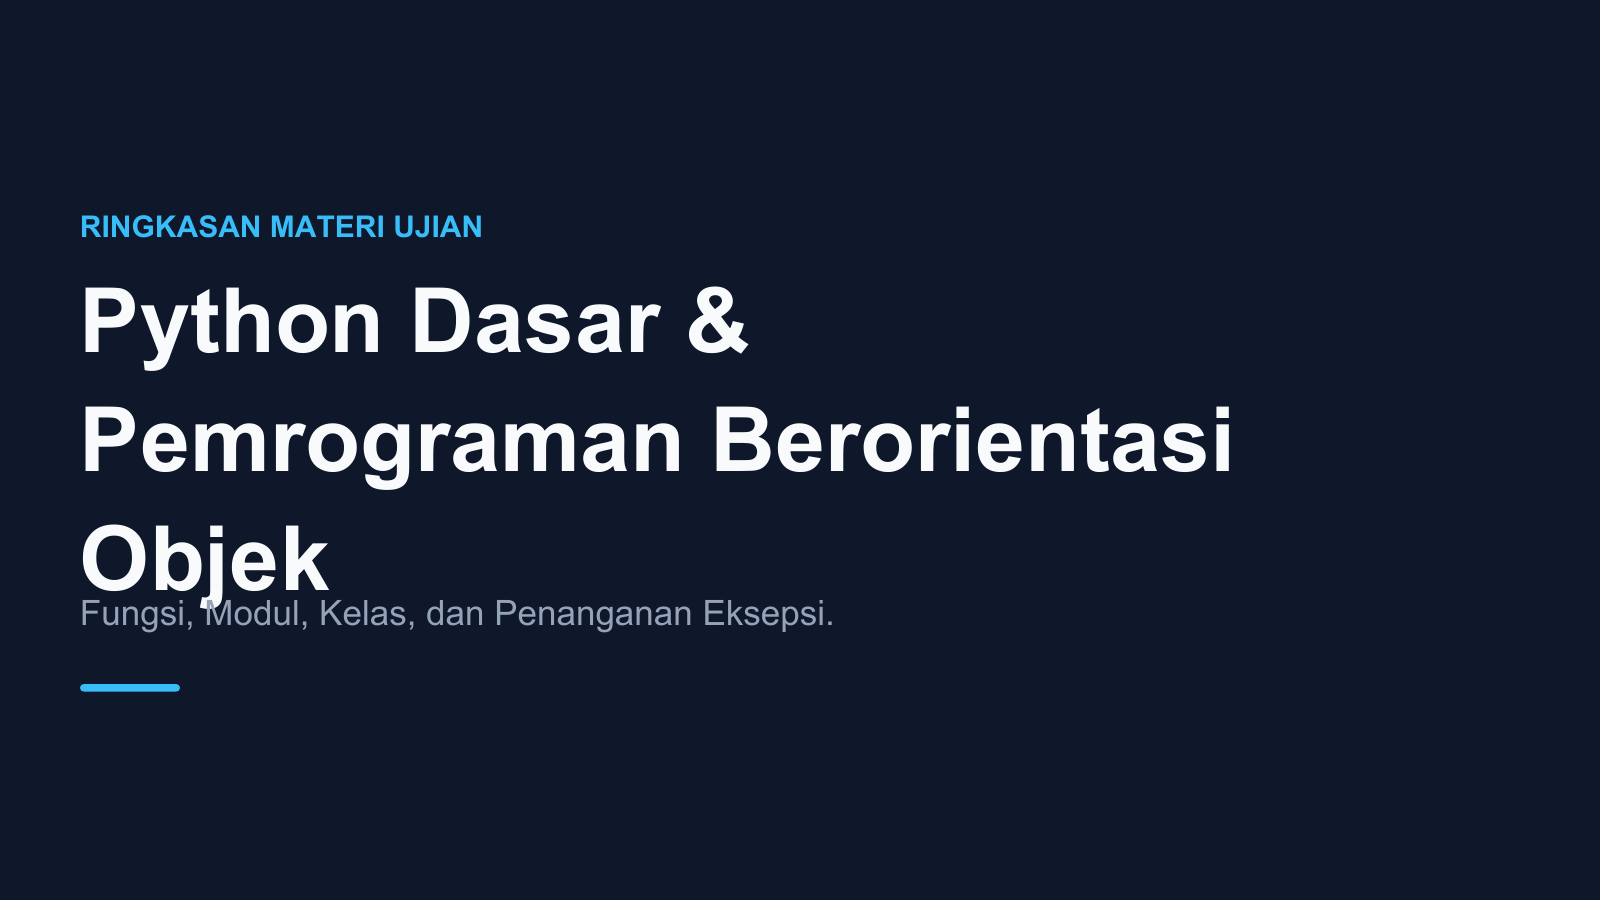 RINGKASAN MATERI UJIAN
Python Dasar &
Pemrograman Berorientasi
Objek
Fungsi, Modul, Kelas, dan Penanganan Eksepsi.